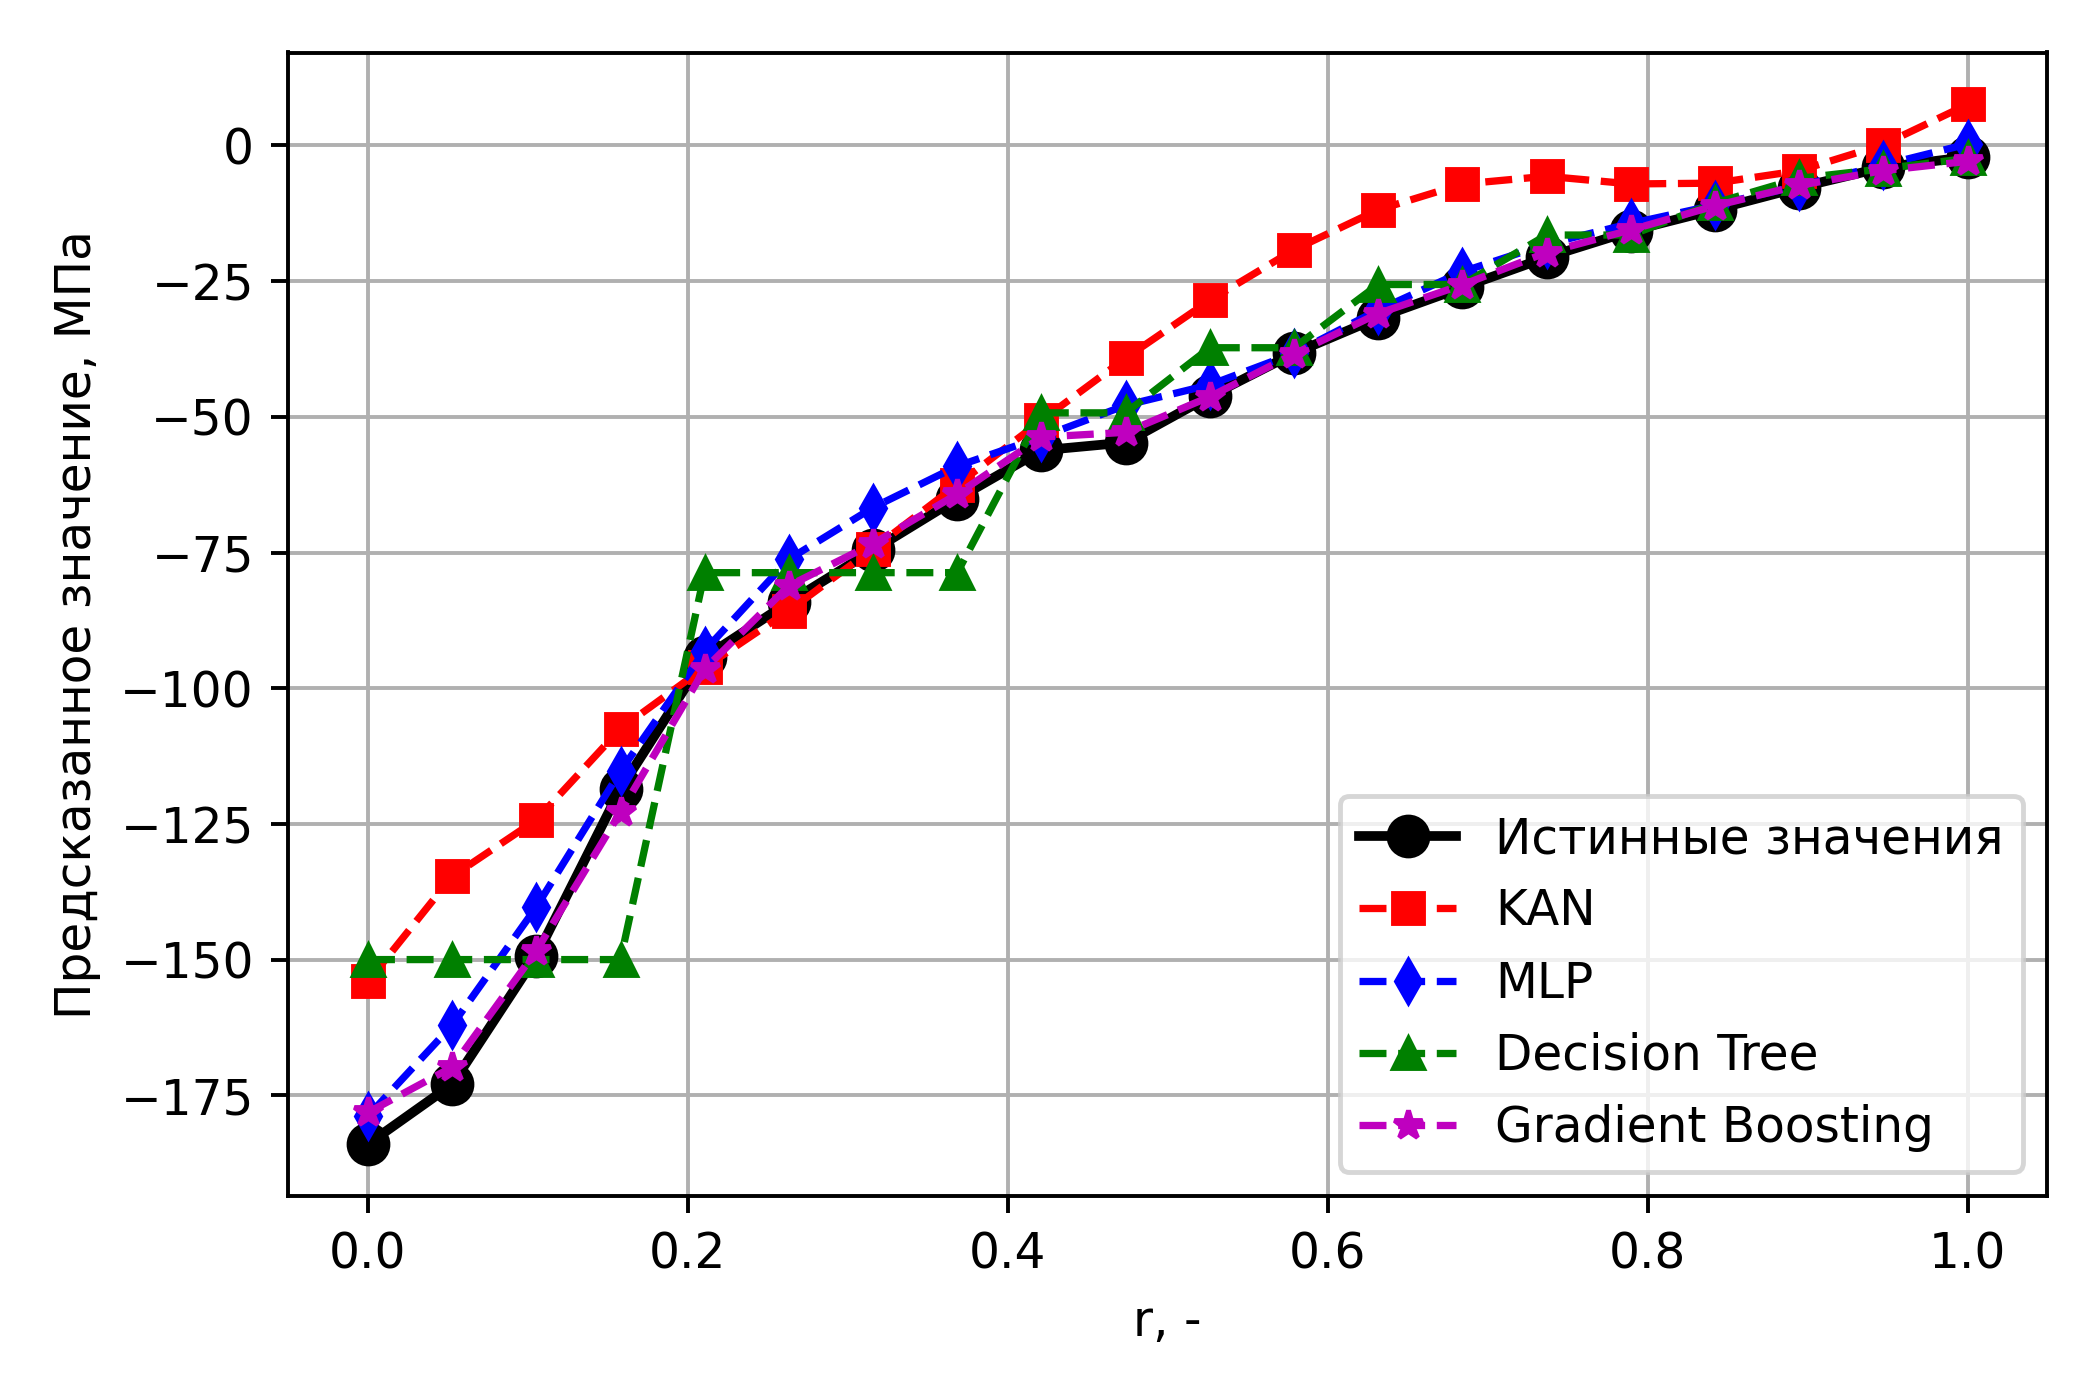 Предсказанное значение, МПа
0
−25
−50
−75
−100
−125
−150
−175
0.0
0.2
0.4
0.6
0.8
1.0
r, -
Истинные значения
KAN
MLP
Decision Tree
Gradient Boosting